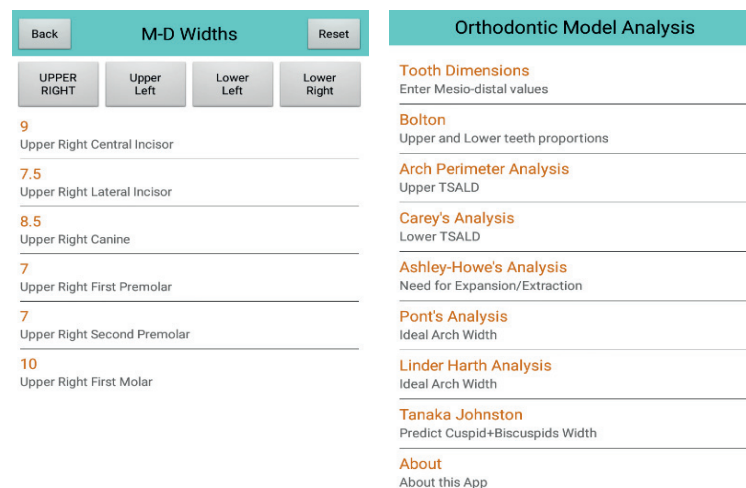 Back
M-D Widths
Reset
UPPER
RIGHT
Upper
Left
Lower
Left
Lower
Right
9
Upper Right Central Incisor
7.5
Upper Right Lateral Incisor
8.5
Upper Right Canine
7
Upper Right First Premolar
7
Upper Right Second Premolar
10
Upper Right First Molar
Orthodontic Model Analysis
Tooth Dimensions
Enter Mesio-distal values
Bolton
Upper and Lower teeth proportions
Arch Perimeter Analysis
Upper TSALD
Carey's Analysis
Lower TSALD
Ashley-Howe's Analysis
Need for Expansion/Extraction
Pont's Analysis
Ideal Arch Width
Linder Harth Analysis
Ideal Arch Width
Tanaka Johnston
Predict Cuspid+Biscuspids Width
About
About this App